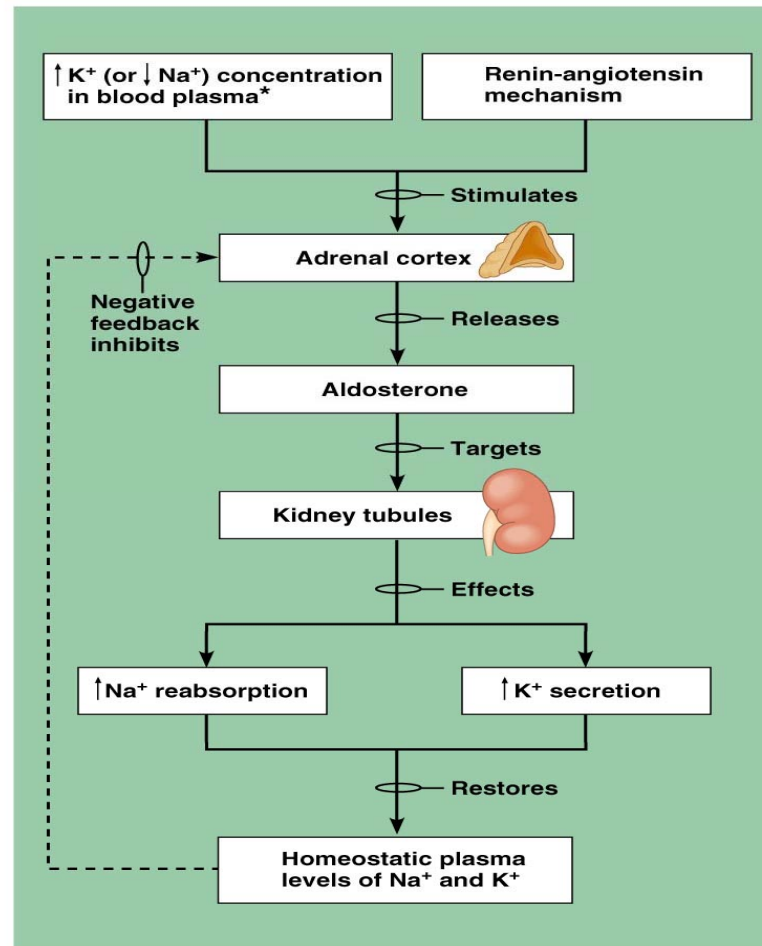 ↑K⁺ (or ↓Na⁺) concentration
in blood plasma*
Renin-angiotensin
mechanism
Stimulates
Adrenal cortex
Negative
feedback
inhibits
Releases
Aldosterone
Targets
Kidney tubules
Effects
↑Na⁺ reabsorption
↑K⁺ secretion
Restores
Homeostatic plasma
levels of Na⁺ and K⁺